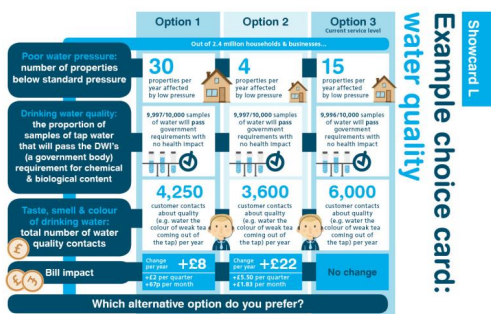 Option 1
Option 2
Option 3
Current service level
Out of 2.4 million households & businesses...
Poor water pressure:
number of properties
below standard pressure
30
properties per
year affected
by low pressure
4
properties per
year affected
by low pressure
15
properties per
year affected
by low pressure
Drinking water quality:
the proportion of
samples of tap water
that will pass the DWI's
(a government body)
requirement for chemical
& biological content
9,997/10,000 samples
of water will pass
government
requirements with
no health impact
9,997/10,000 samples
of water will pass
government
requirements with
no health impact
9,996/10,000 samples
of water will pass
government
requirements with
no health impact
Taste, smell & colour
of drinking water:
total number of water
quality contacts
£
4,250
customer contacts
about quality
(e.g. water the
colour of weak tea
coming out of
the tap) per year
3,600
customer contacts
about quality
(e.g. water the
colour of weak tea
coming out of
the tap) per year
6,000
customer contacts
about quality
(e.g. water the
colour of weak tea
coming out of
the tap) per year
Bill impact
Change
per year +£8
+£2 per quarter
+67p per month
Change
per year +£22
+£5.50 per quarter
+£1.83 per month
No change
Which alternative option do you prefer?
Showcard L
Example choice card:
water quality